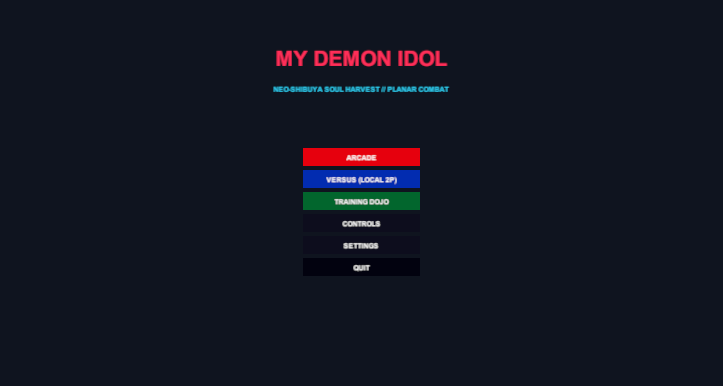 MY DEMON IDOL
NEO-SHIBUYA SOUL HARVEST // PLANAR COMBAT
ARCADE
VERSUS (LOCAL 2P)
TRAINING DOJO
CONTROLS
SETTINGS
QUIT